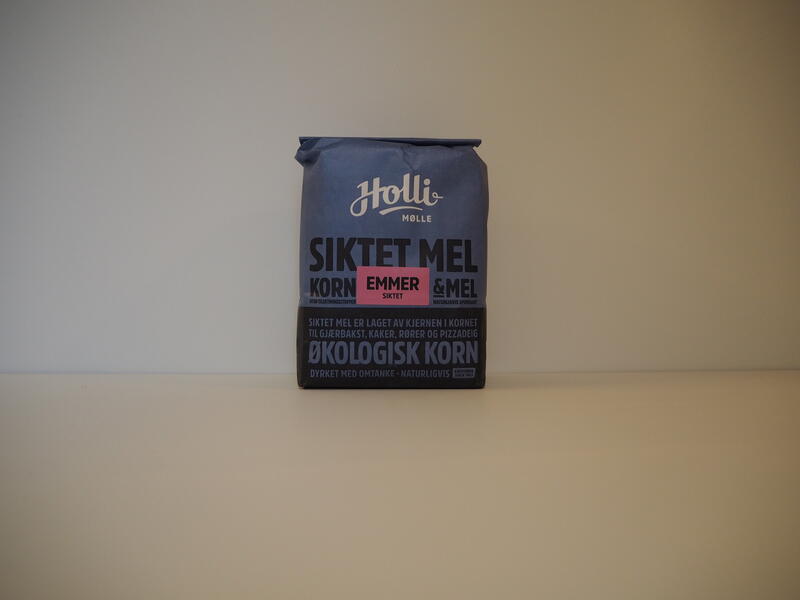 Holli
MØLLE
SIKTET MEL
KORN & MEL
EMMER
SIKTET
SIKTET MEL ER LAGET AV KJERNEN I KORNET
TIL GJÆRBAKST, KAKER, RØRER OG PIZZADEIG
ØKOLOGISK KORN
DYRKET MED OMTANKE - NATURLIGVIS